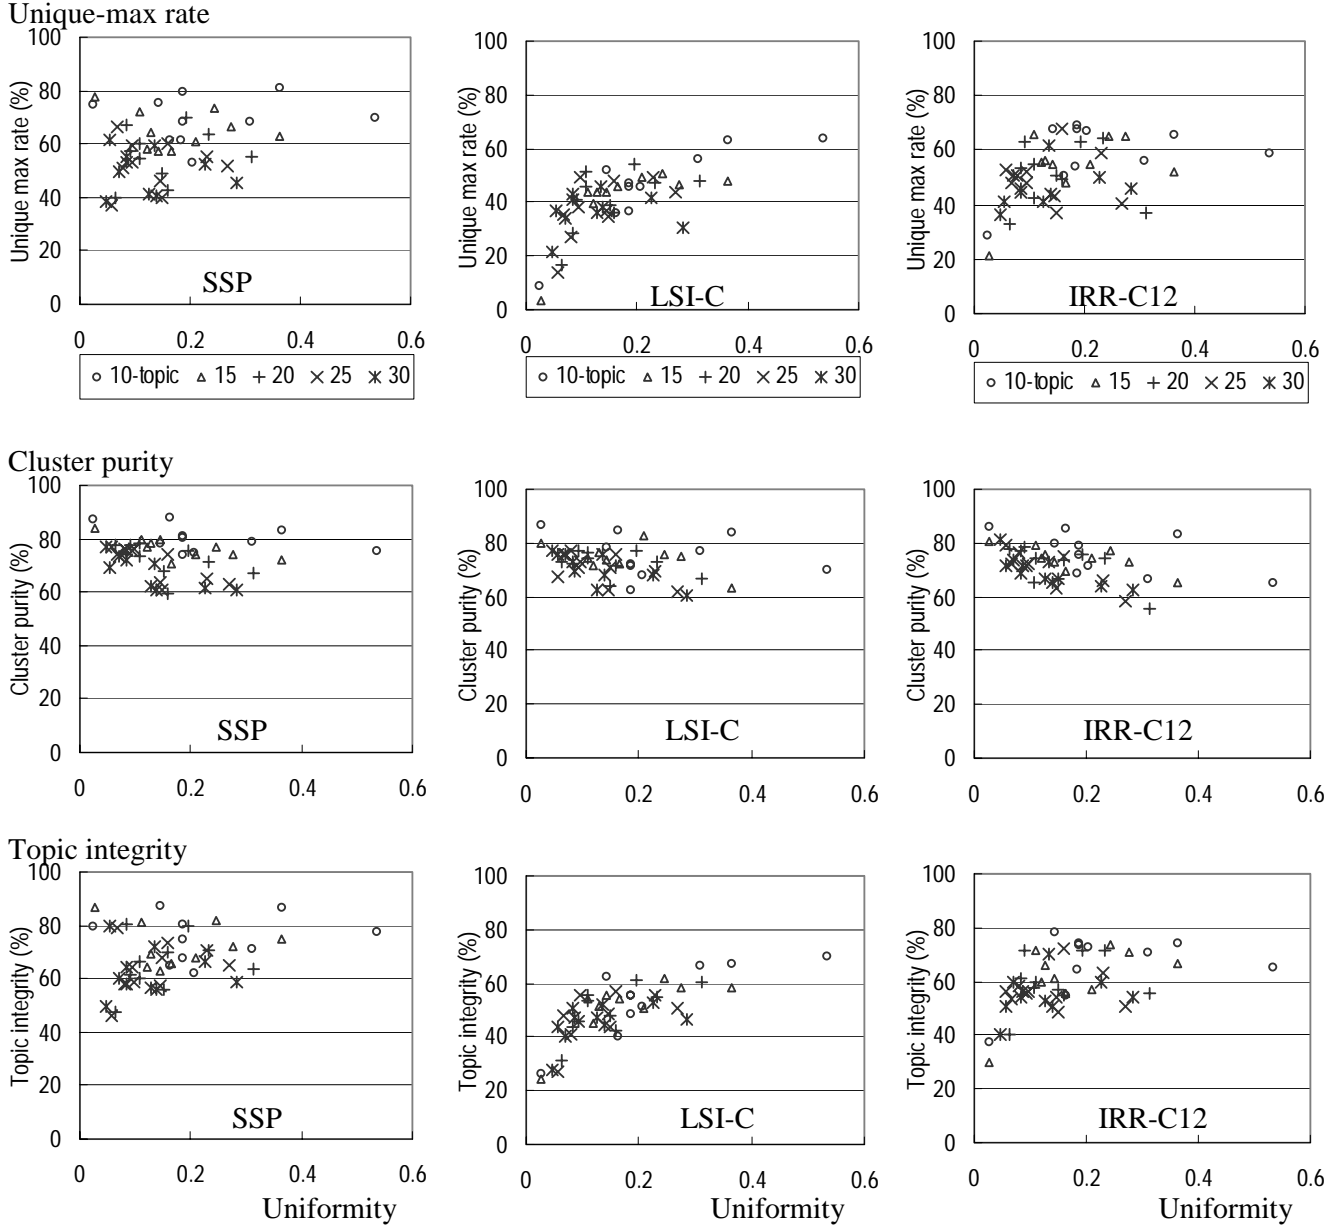 Unique-max rate
Unique max rate (%)
100
80
60
40
20
0
SSP
0 0.2 0.4 0.6
10-topic 15 20 25 30
Unique max rate (%)
100
80
60
40
20
0
LSI-C
0 0.2 0.4 0.6
10-topic 15 20 25 30
Unique max rate (%)
100
80
60
40
20
0
IRR-C12
0 0.2 0.4 0.6
10-topic 15 20 25 30
Cluster purity
Cluster purity (%)
100
80
60
40
20
0
SSP
0 0.2 0.4 0.6
Cluster purity (%)
100
80
60
40
20
0
LSI-C
0 0.2 0.4 0.6
Cluster purity (%)
100
80
60
40
20
0
IRR-C12
0 0.2 0.4 0.6
Topic integrity
Topic integrity (%)
100
80
60
40
20
0
SSP
0 0.2 0.4 0.6
Uniformity
Topic integrity (%)
100
80
60
40
20
0
LSI-C
0 0.2 0.4 0.6
Uniformity
Topic integrity (%)
100
80
60
40
20
0
IRR-C12
0 0.2 0.4 0.6
Uniformity